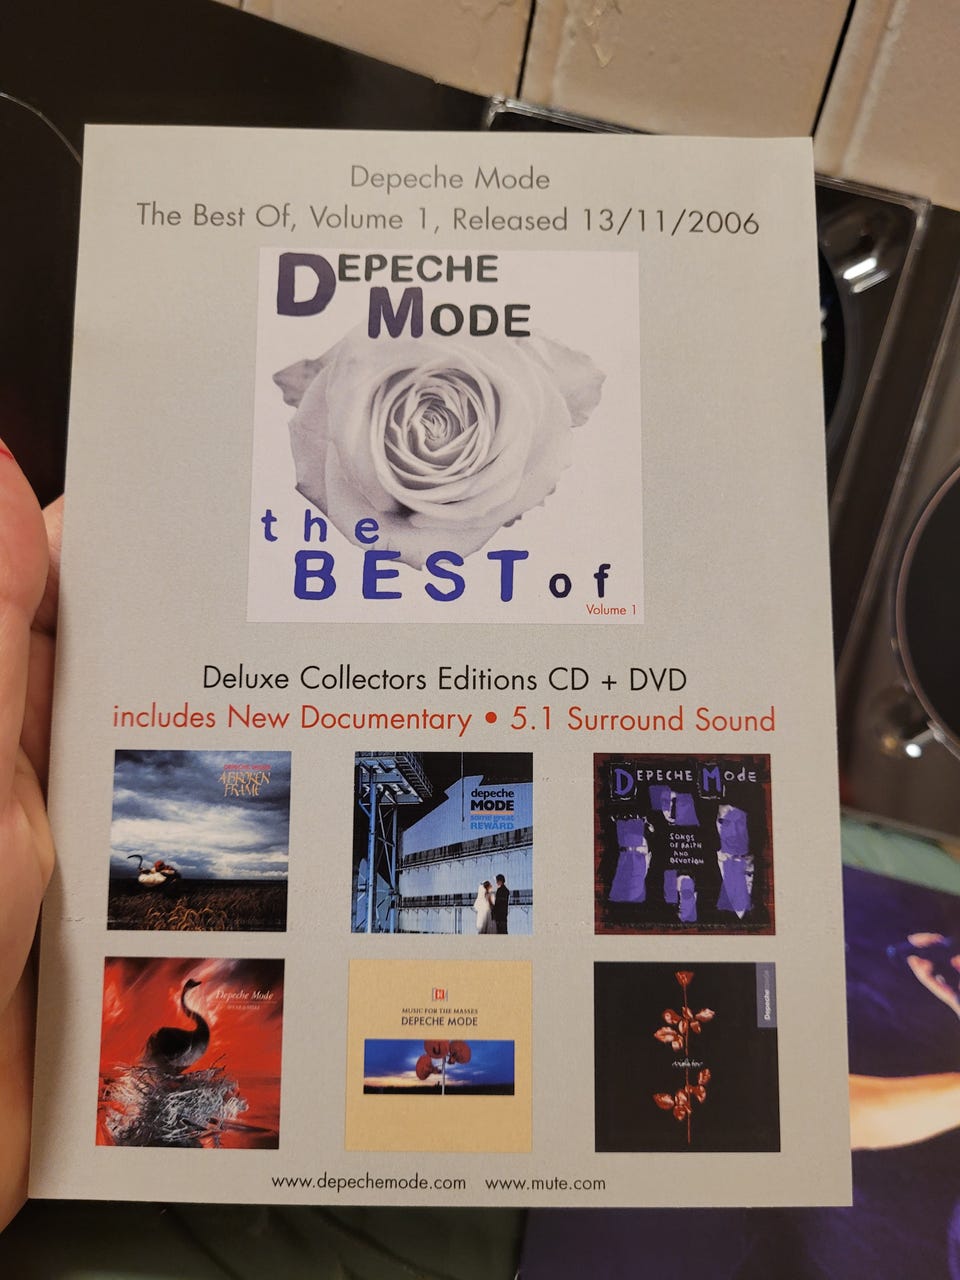 Depeche Mode
The Best Of, Volume 1, Released 13/11/2006
DEPECHE
MODE
the
BEST of
Volume 1
Deluxe Collectors Editions CD + DVD
includes New Documentary • 5.1 Surround Sound
DEPECHE MODE
A BROKEN
FRAME
depeche
MODE
some great
REWARD
DEPECHE MODE
SONGS
OF FAITH
AND
DEVOTION
Depeche Mode
MUSIC FOR THE MASSES
DEPECHE MODE
Depeche Mode
violator
www.depechemode.com www.mute.com